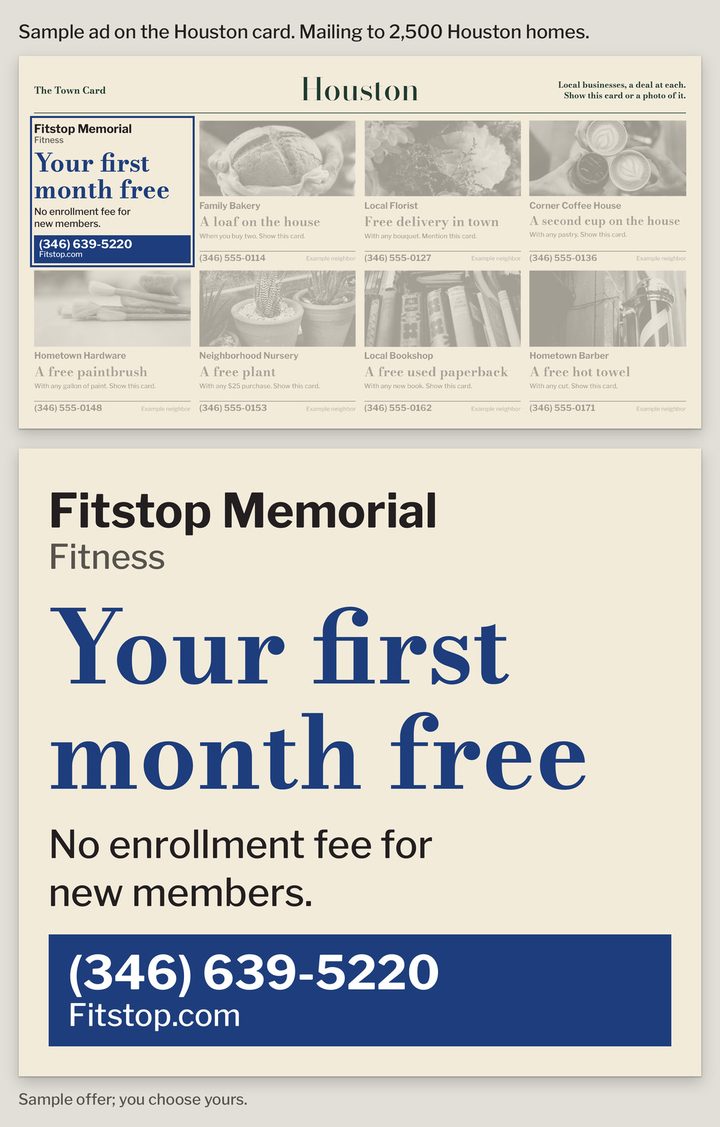 Sample ad on the Houston card. Mailing to 2,500 Houston homes.
The Town Card
Houston
Local businesses, a deal at each.
Show this card or a photo of it.
Fitstop Memorial
Fitness
Your first
month free
No enrollment fee for
new members.
(346) 639-5220
Fitstop.com
Family Bakery
A loaf on the house
When you buy two. Show this card.
(346) 555-0114
Example neighbor
Local Florist
Free delivery in town
With any bouquet. Mention this card.
(346) 555-0127
Example neighbor
Corner Coffee House
A second cup on the house
With any pastry. Show this card.
(346) 555-0136
Example neighbor
Hometown Hardware
A free paintbrush
With any gallon of paint. Show this card.
(346) 555-0148
Example neighbor
Neighborhood Nursery
A free plant
With any $25 purchase. Show this card.
(346) 555-0153
Example neighbor
Local Bookshop
A free used paperback
With any new book. Show this card.
(346) 555-0162
Example neighbor
Hometown Barber
A free hot towel
With any cut. Show this card.
(346) 555-0171
Example neighbor
Fitstop Memorial
Fitness
Your first
month free
No enrollment fee for
new members.
(346) 639-5220
Fitstop.com
Sample offer; you choose yours.